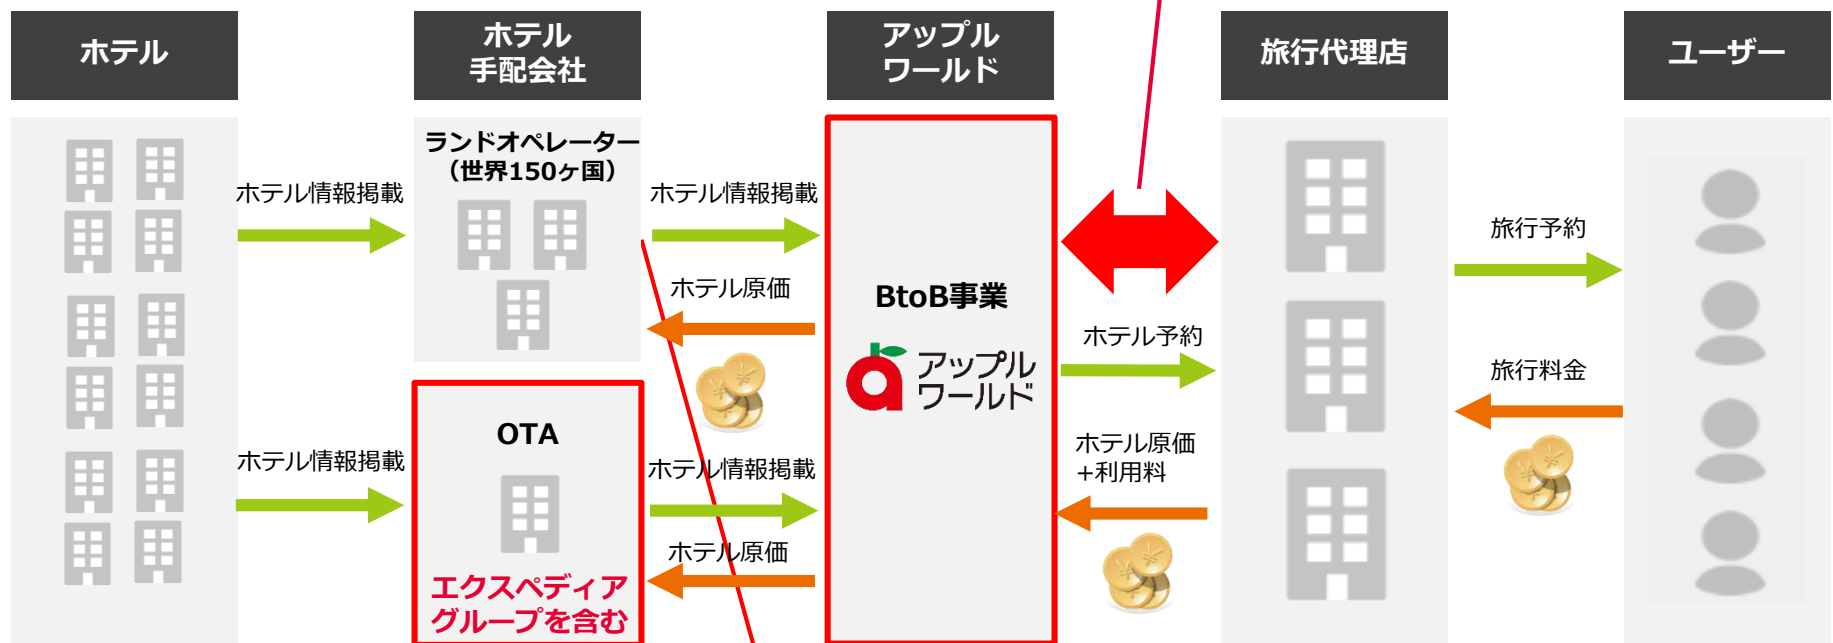 ホテル
ホテル
手配会社
アップル
ワールド
旅行代理店
ユーザー
ランドオペレーター
（世界150ヶ国）
ホテル情報掲載
ホテル情報掲載
ホテル原価
BtoB事業
アップル
ワールド
ホテル予約
旅行予約
旅行料金
ホテル情報掲載
OTA
エクスペディア
グループを含む
ホテル情報掲載
ホテル原価
ホテル原価
+利用料